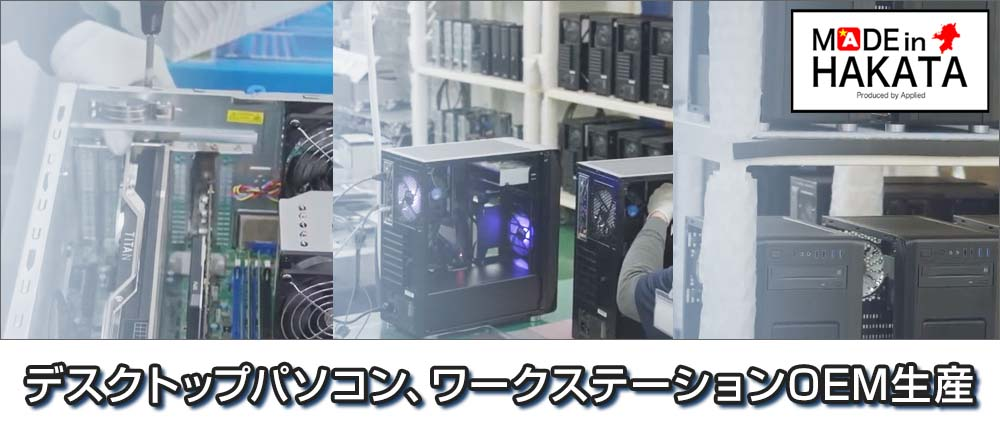 MADE in
HAKATA
Produced by Applied
TITAN
デスクトップパソコン、ワークステーションOEM生産